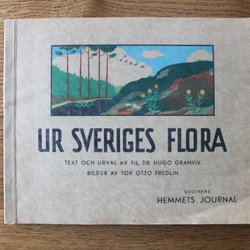 UR SVERIGES FLORA
TEXT OCH URVAL AV FIL. DR HUGO GRANVIK
BILDER AV TOR OTTO FREDLIN
UTGIVARE
HEMMETS JOURNAL